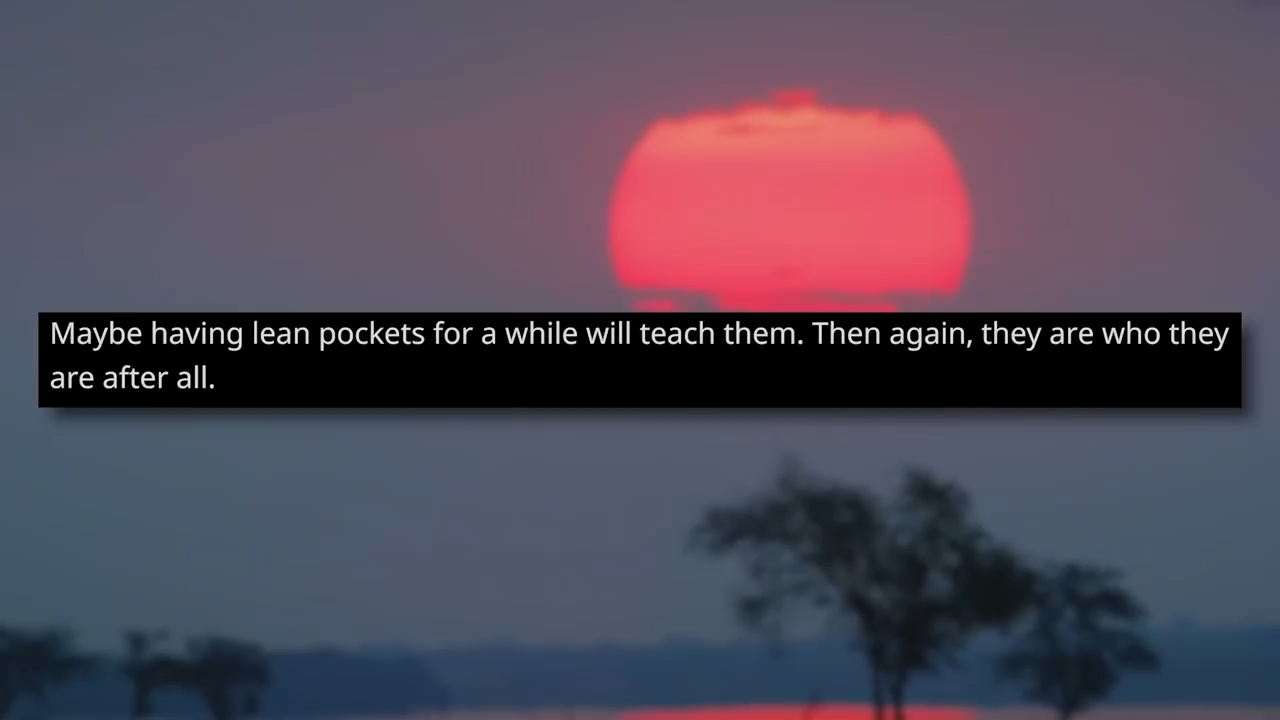 Maybe having lean pockets for a while will teach them. Then again, they are who they
are after all.